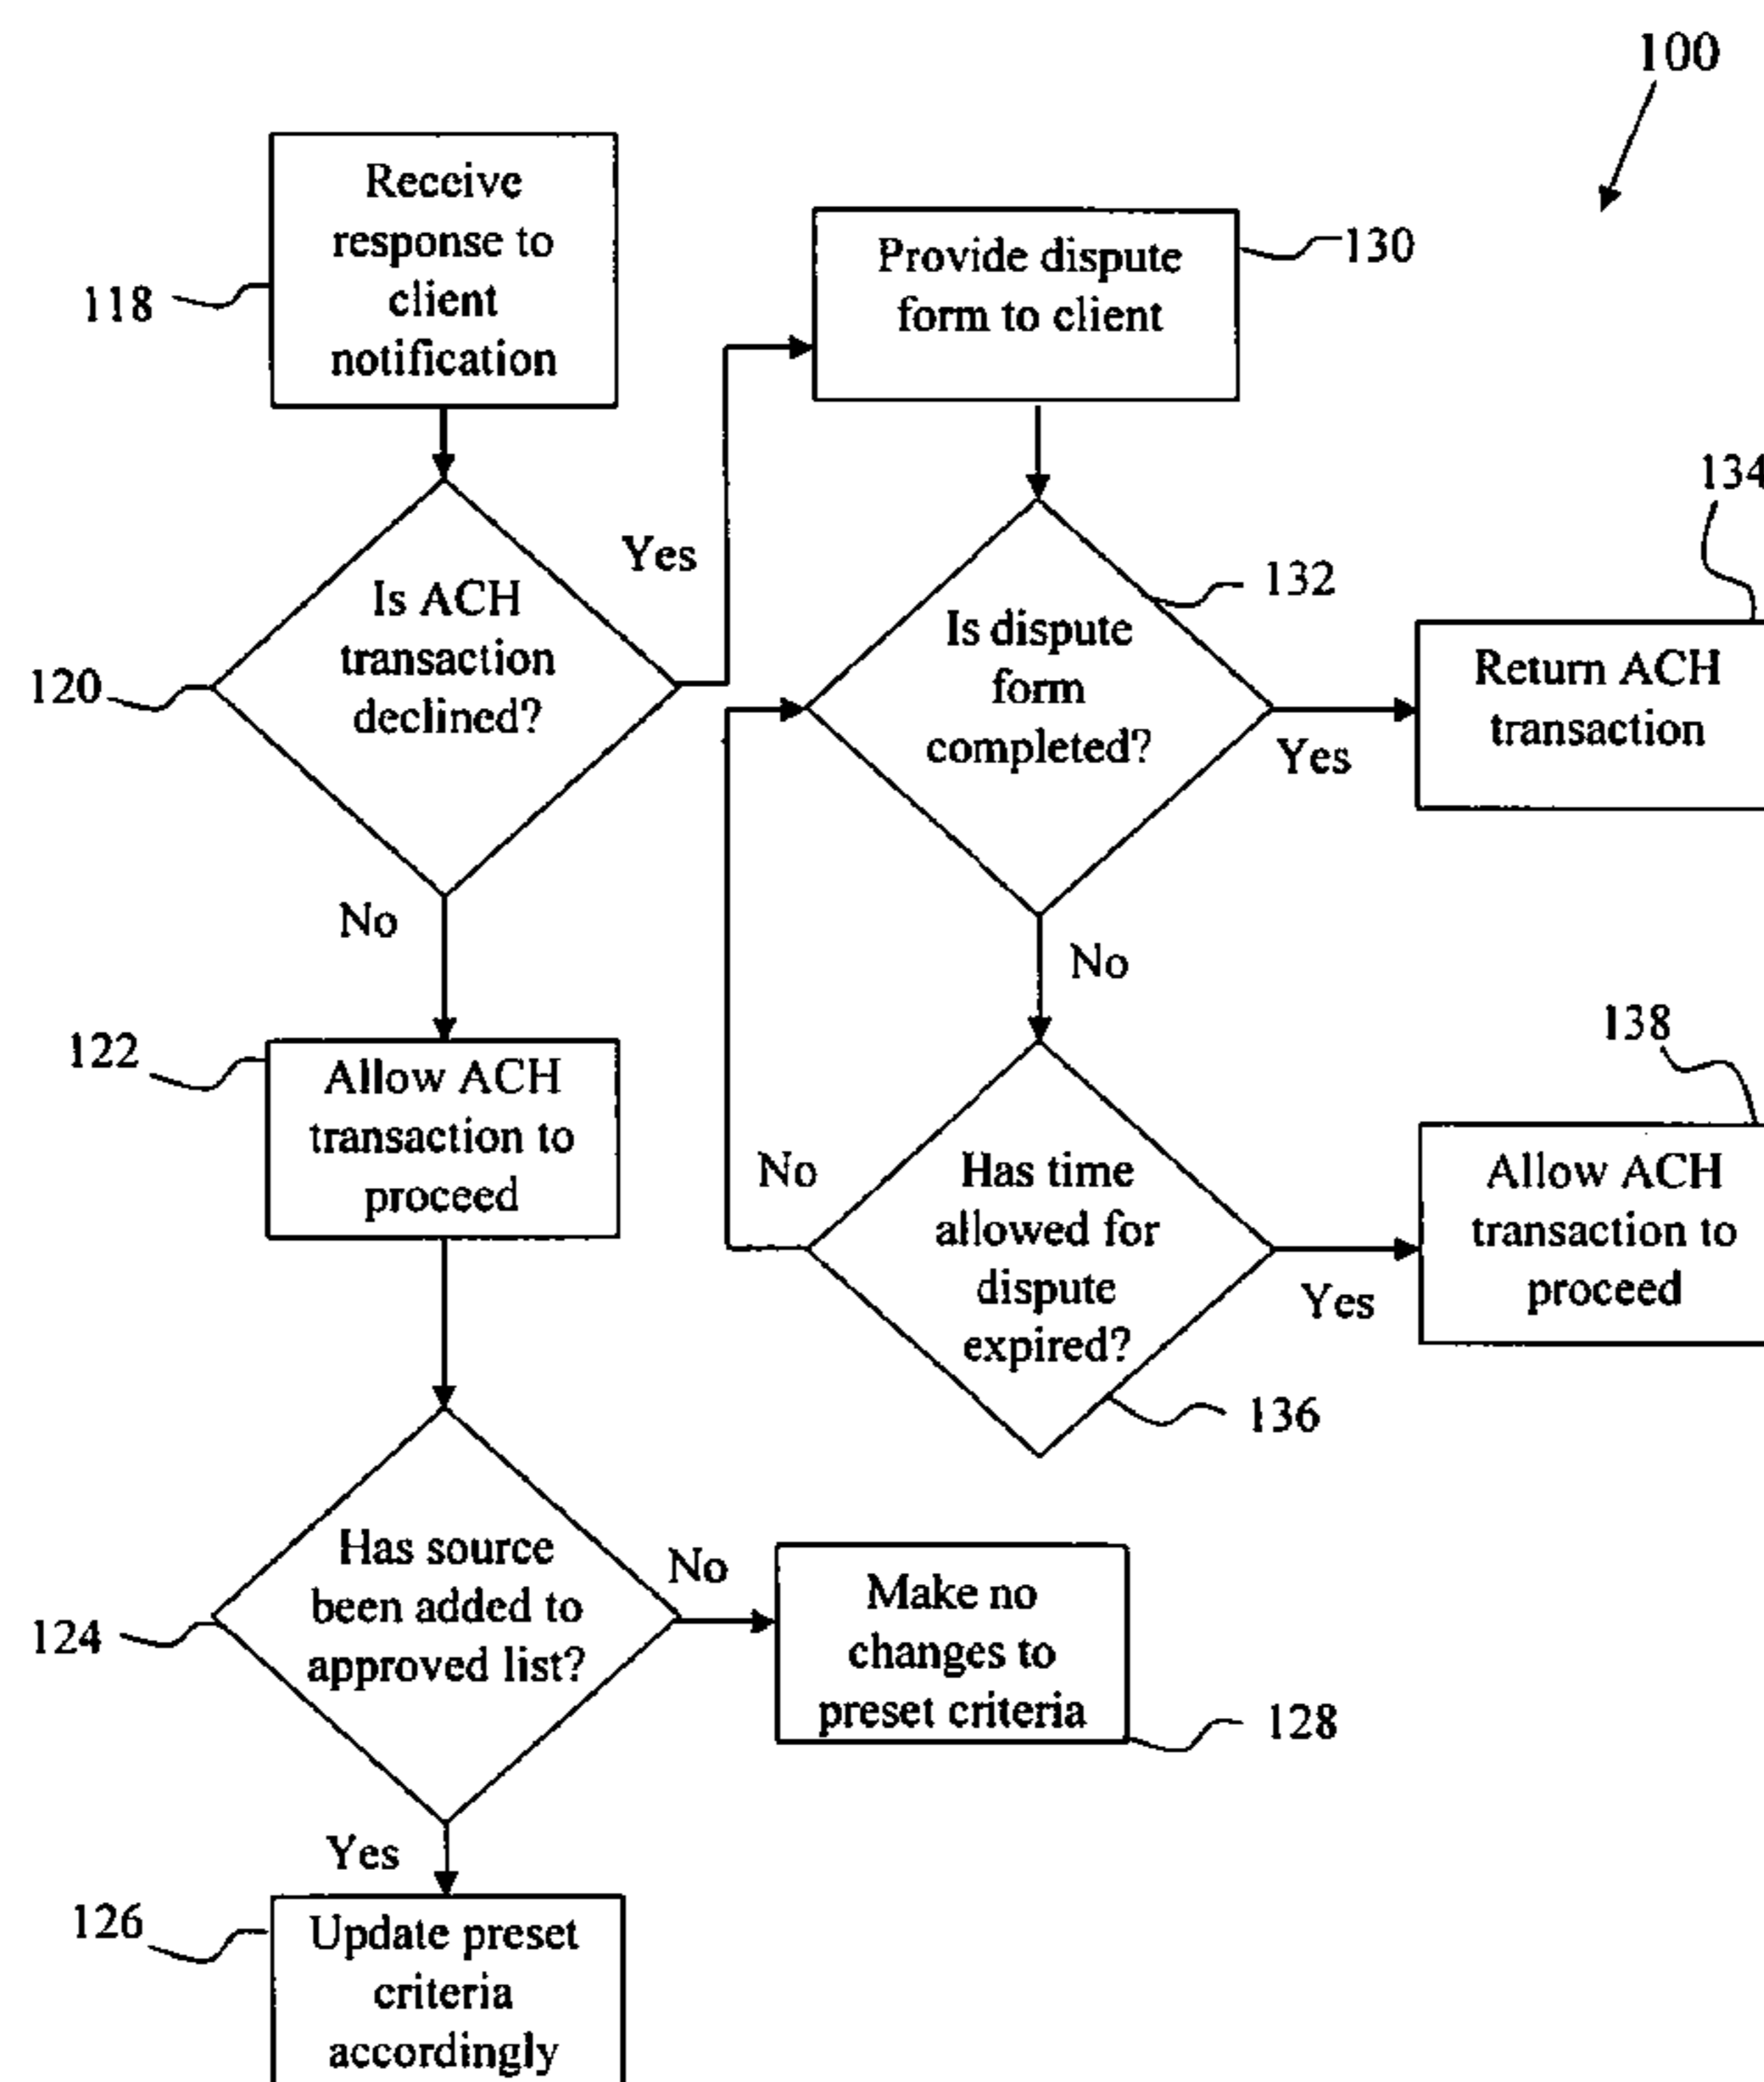 100
Receive
response to
client
notification
118
Provide dispute
form to client
130
Is ACH
transaction
declined?
120
Yes
No
Is dispute
form
completed?
132
Yes
No
134
Return ACH
transaction
122
Allow ACH
transaction to
proceed
Has time
allowed for
dispute
expired?
No
Yes
136
138
Allow ACH
transaction to
proceed
Has source
been added to
approved list?
124
No
Yes
Make no
changes to
preset criteria
128
126
Update preset
criteria
accordingly